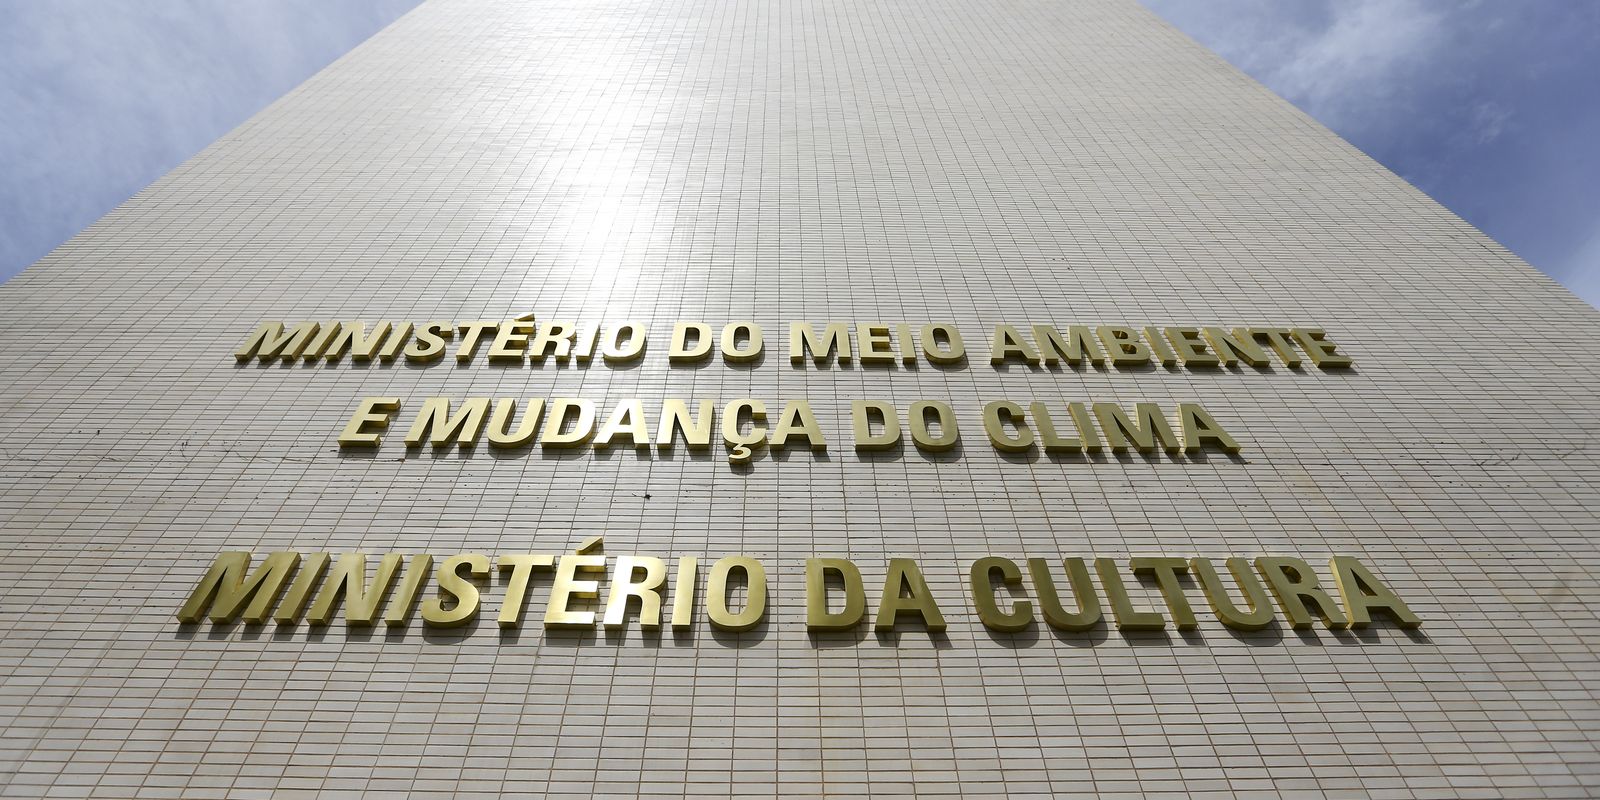 MINISTÉRIO DO MEIO AMBIENTE
E MUDANÇA DO CLIMA
MINISTÉRIO DA CULTURA